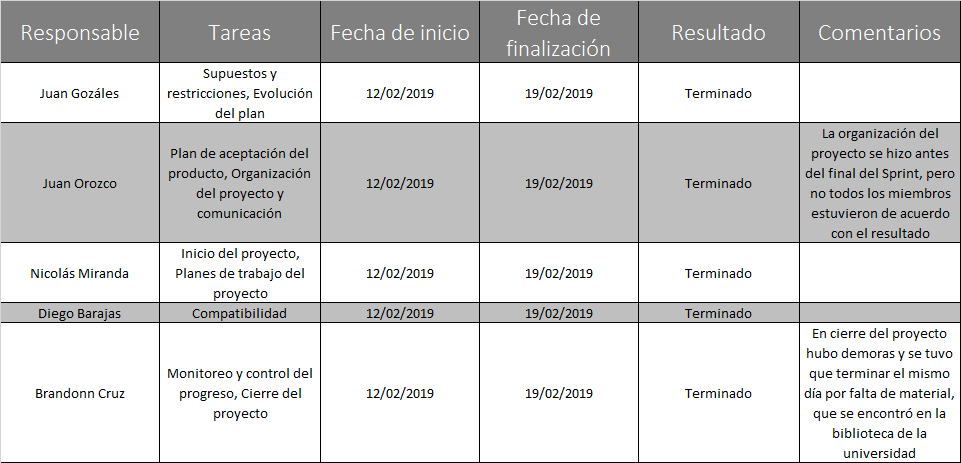 Responsable
Tareas
Fecha de inicio
Fecha de
finalización
Resultado
Comentarios
Juan Gozáles
Supuestos y
restricciones, Evolución
del plan
12/02/2019
19/02/2019
Terminado
Juan Orozco
Plan de aceptación del
producto, Organización
del proyecto y
comunicación
12/02/2019
19/02/2019
Terminado
La organización del
proyecto se hizo antes
del final del Sprint, pero
no todos los miembros
estuvieron de acuerdo
con el resultado
Nicolás Miranda
Inicio del proyecto,
Planes de trabajo del
proyecto
12/02/2019
19/02/2019
Terminado
Diego Barajas
Compatibilidad
12/02/2019
19/02/2019
Terminado
Brandonn Cruz
Monitoreo y control del
progreso, Cierre del
proyecto
12/02/2019
19/02/2019
Terminado
En cierre del proyecto
hubo demoras y se tuvo
que terminar el mismo
día por falta de material,
que se encontró en la
biblioteca de la
universidad